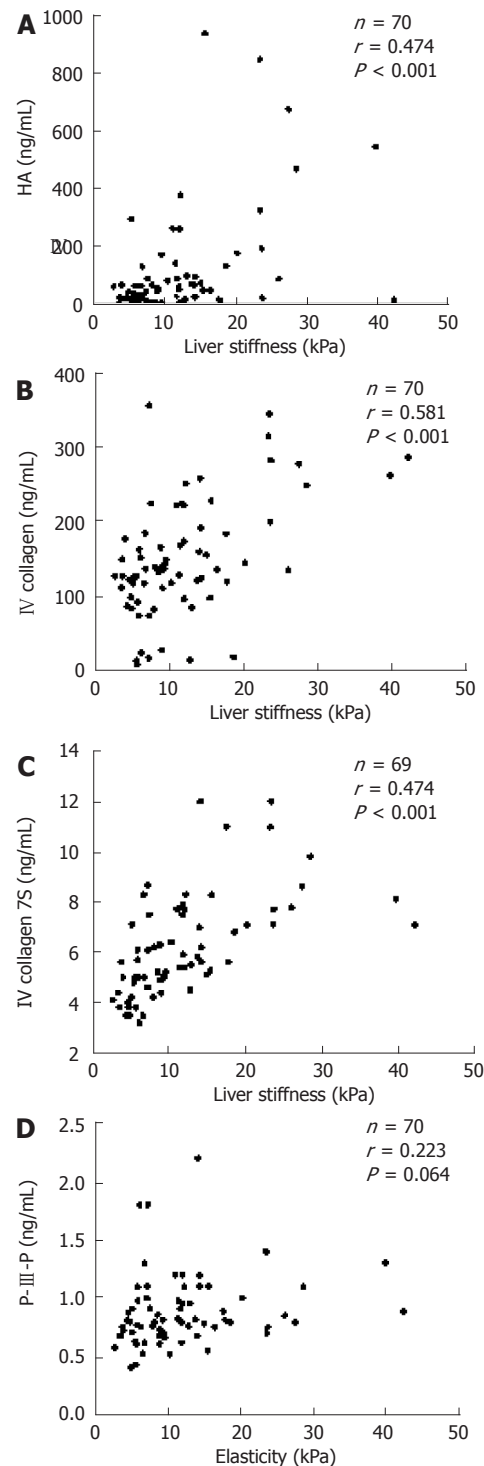 A
n = 70
r = 0.474
P < 0.001
HA (ng/mL)
1000
800
600
400
200
0
0 10 20 30 40 50
Liver stiffness (kPa)
B
n = 70
r = 0.581
P < 0.001
IV collagen (ng/mL)
400
300
200
100
0
0 10 20 30 40 50
Liver stiffness (kPa)
C
n = 69
r = 0.474
P < 0.001
IV collagen 7S (ng/mL)
14
12
10
8
6
4
2
0 10 20 30 40 50
Liver stiffness (kPa)
D
n = 70
r = 0.223
P = 0.064
P-III-P (ng/mL)
2.5
2.0
1.5
1.0
0.5
0.0
0 10 20 30 40 50
Elasticity (kPa)